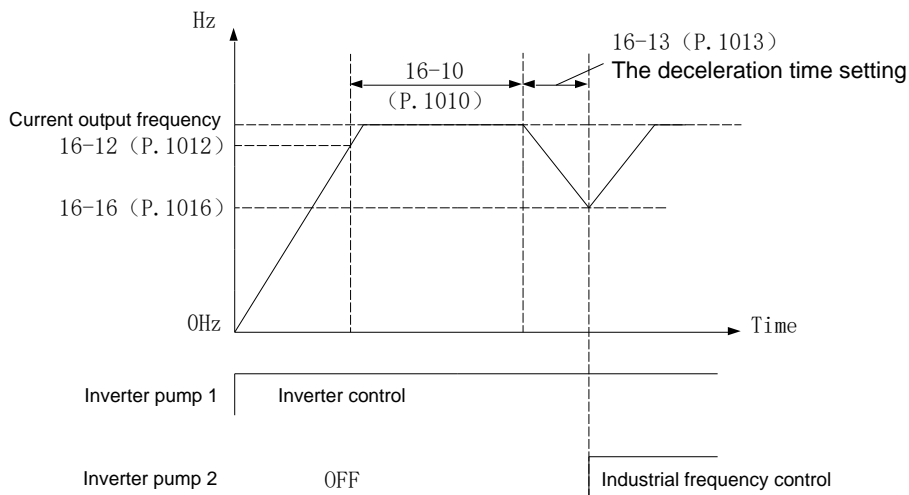 Hz
16-13 (P.1013)
The deceleration time setting
16-10
(P.1010)
Current output frequency
16-12 (P.1012)
16-16 (P.1016)
0Hz
Time
Inverter pump 1
Inverter control
Inverter pump 2
OFF
Industrial frequency control